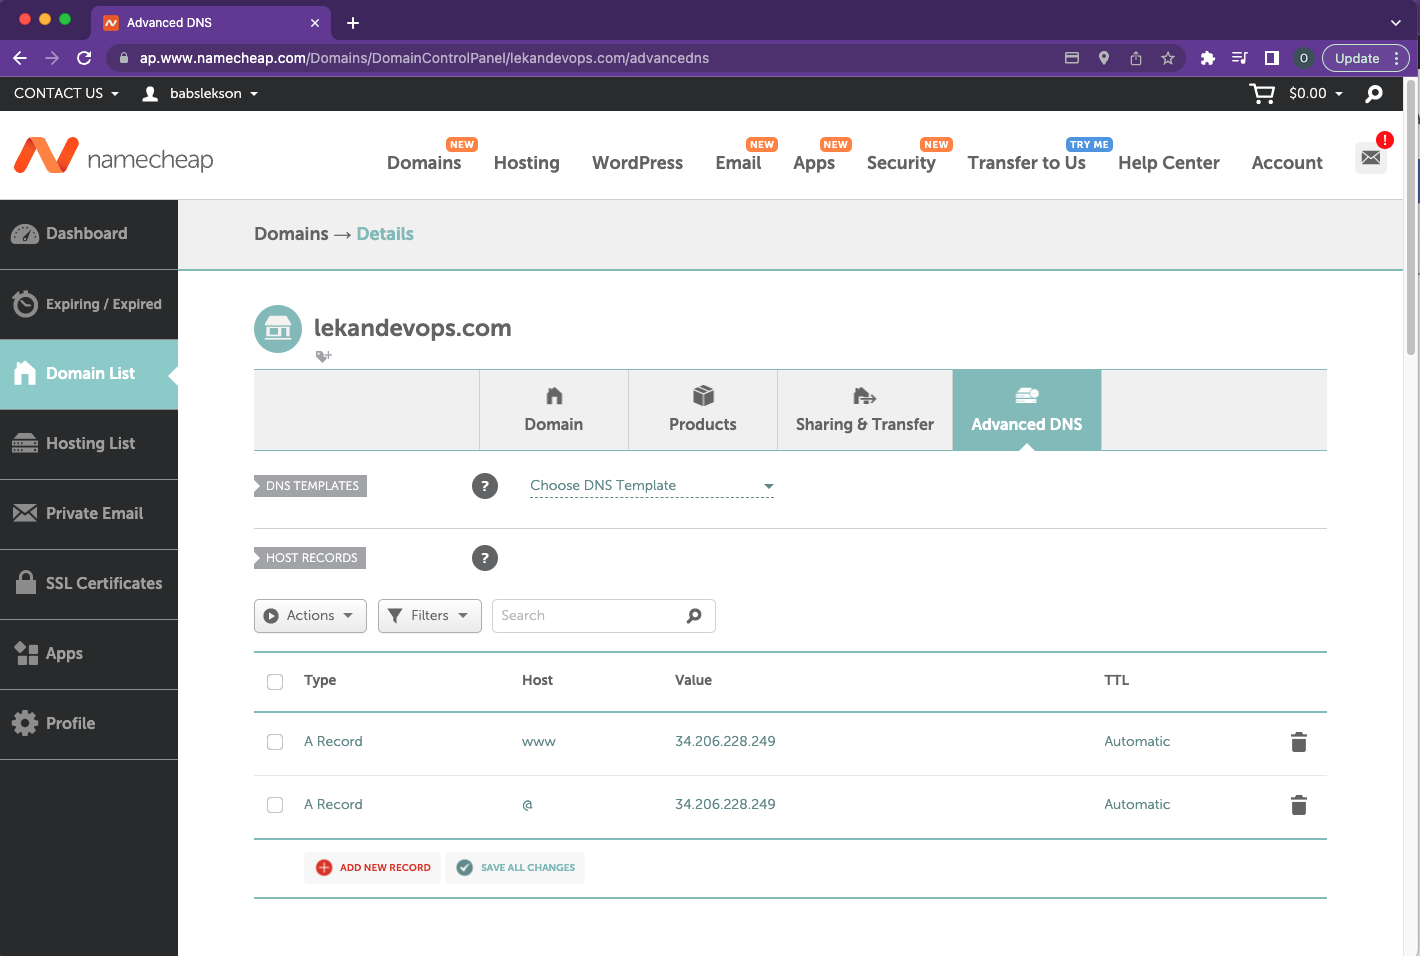 Advanced DNS
ap.www.namecheap.com/Domains/DomainControlPanel/lekandevops.com/advancedns
0
Update
CONTACT US
babslekson
$0.00
namecheap
NEW
NEW
NEW
NEW
TRY ME
!
Domains
Hosting
WordPress
Email
Apps
Security
Transfer to Us
Help Center
Account
Dashboard
Expiring / Expired
Domain List
Hosting List
Private Email
SSL Certificates
Apps
Profile
Domains → Details
lekandevops.com
Domain
Products
Sharing & Transfer
Advanced DNS
DNS TEMPLATES
?
Choose DNS Template
HOST RECORDS
?
Actions
Filters
Search
Type Host Value TTL
A Record www 34.206.228.249 Automatic
A Record @ 34.206.228.249 Automatic
ADD NEW RECORD
SAVE ALL CHANGES